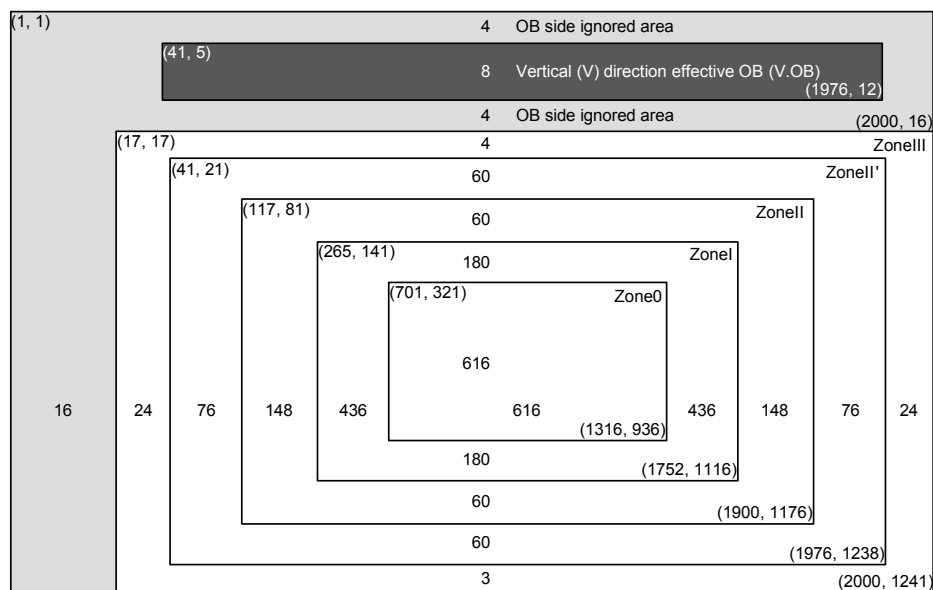 (1, 1)
4 OB side ignored area
(41, 5)
8 Vertical (V) direction effective OB (V.OB)
(1976, 12)
4 OB side ignored area
(2000, 16)
(17, 17)
4
ZoneIII
(41, 21)
60
ZoneII'
(117, 81)
60
ZoneII
(265, 141)
180
ZoneI
(701, 321)
Zone0
616
16 24 76 148 436 616 436 148 76 24
(1316, 936)
180
(1752, 1116)
60
(1900, 1176)
60
(1976, 1238)
3
(2000, 1241)